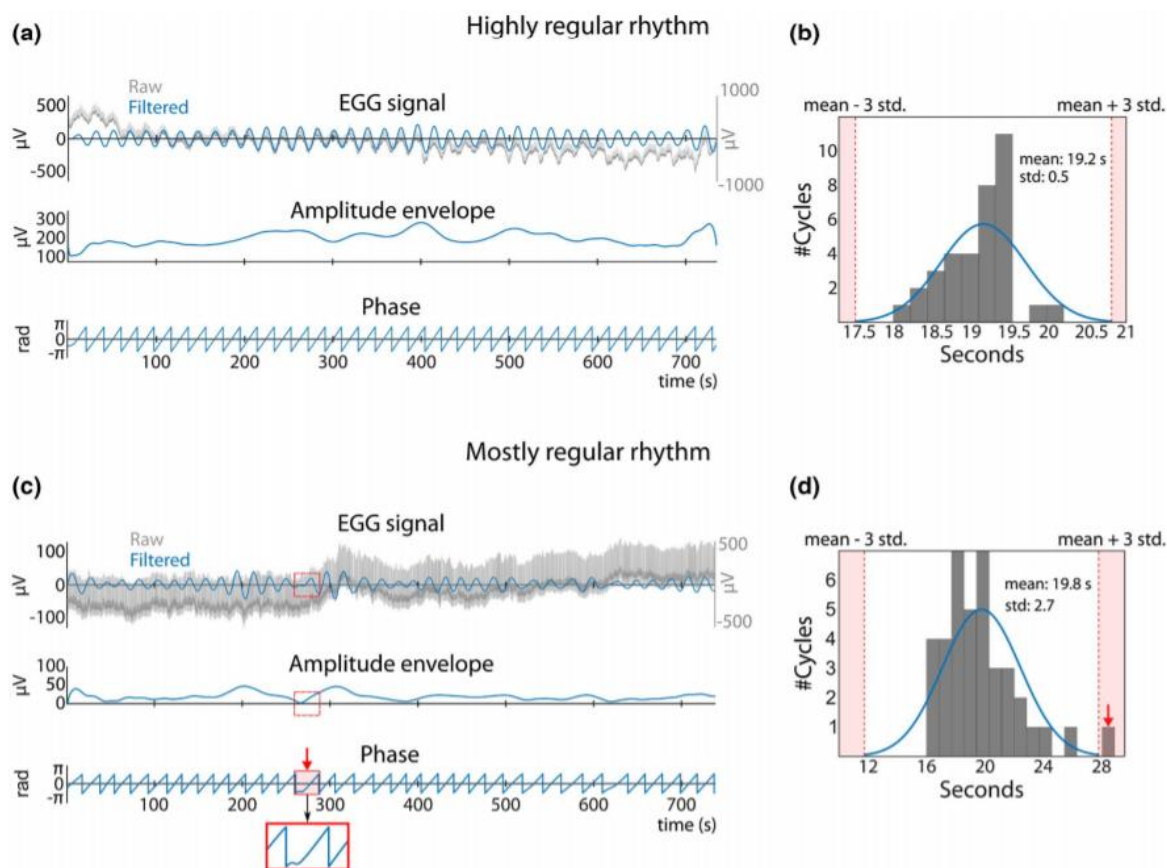 Highly regular rhythm
(a)
Raw
Filtered
EGG signal
1000
500
0
-500
μV
μV
-1000
Amplitude envelope
300
200
100
μV
Phase
π
0
-π
rad
100 200 300 400 500 600 700
time (s)
(b)
mean - 3 std. mean + 3 std.
mean: 19.2 s
std: 0.5
10
8
6
4
2
#Cycles
17.5 18 18.5 19 19.5 20 20.5 21
Seconds
Mostly regular rhythm
(c)
EGG signal
Raw
Filtered
100
0
-100
μV
500
μV
-500
Amplitude envelope
100
50
0
μV
Phase
π
0
-π
rad
100 200 300 400 500 600 700
time (s)
(d)
mean - 3 std. mean + 3 std.
mean: 19.8 s
std: 2.7
6
5
4
3
2
1
#Cycles
12 16 20 24 28
Seconds